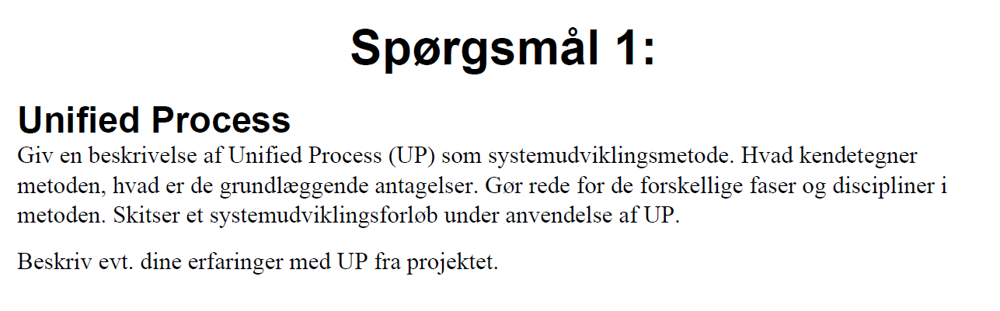 Spørgsmål 1:
Unified Process
Giv en beskrivelse af Unified Process (UP) som systemudviklingsmetode. Hvad kendetegner
metoden, hvad er de grundlæggende antagelser. Gør rede for de forskellige faser og discipliner i
metoden. Skitser et systemudviklingsforløb under anvendelse af UP.
Beskriv evt. dine erfaringer med UP fra projektet.